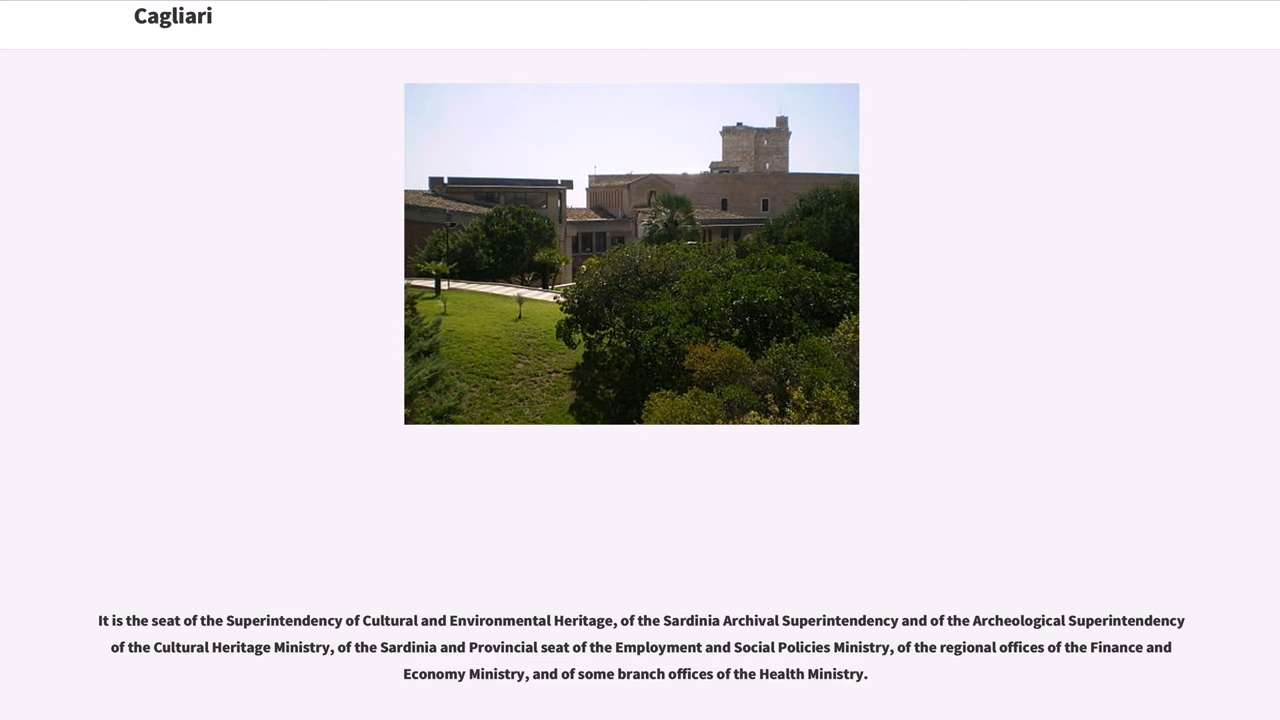 Cagliari
It is the seat of the Superintendency of Cultural and Environmental Heritage, of the Sardinia Archival Superintendency and of the Archeological Superintendency
of the Cultural Heritage Ministry, of the Sardinia and Provincial seat of the Employment and Social Policies Ministry, of the regional offices of the Finance and
Economy Ministry, and of some branch offices of the Health Ministry.